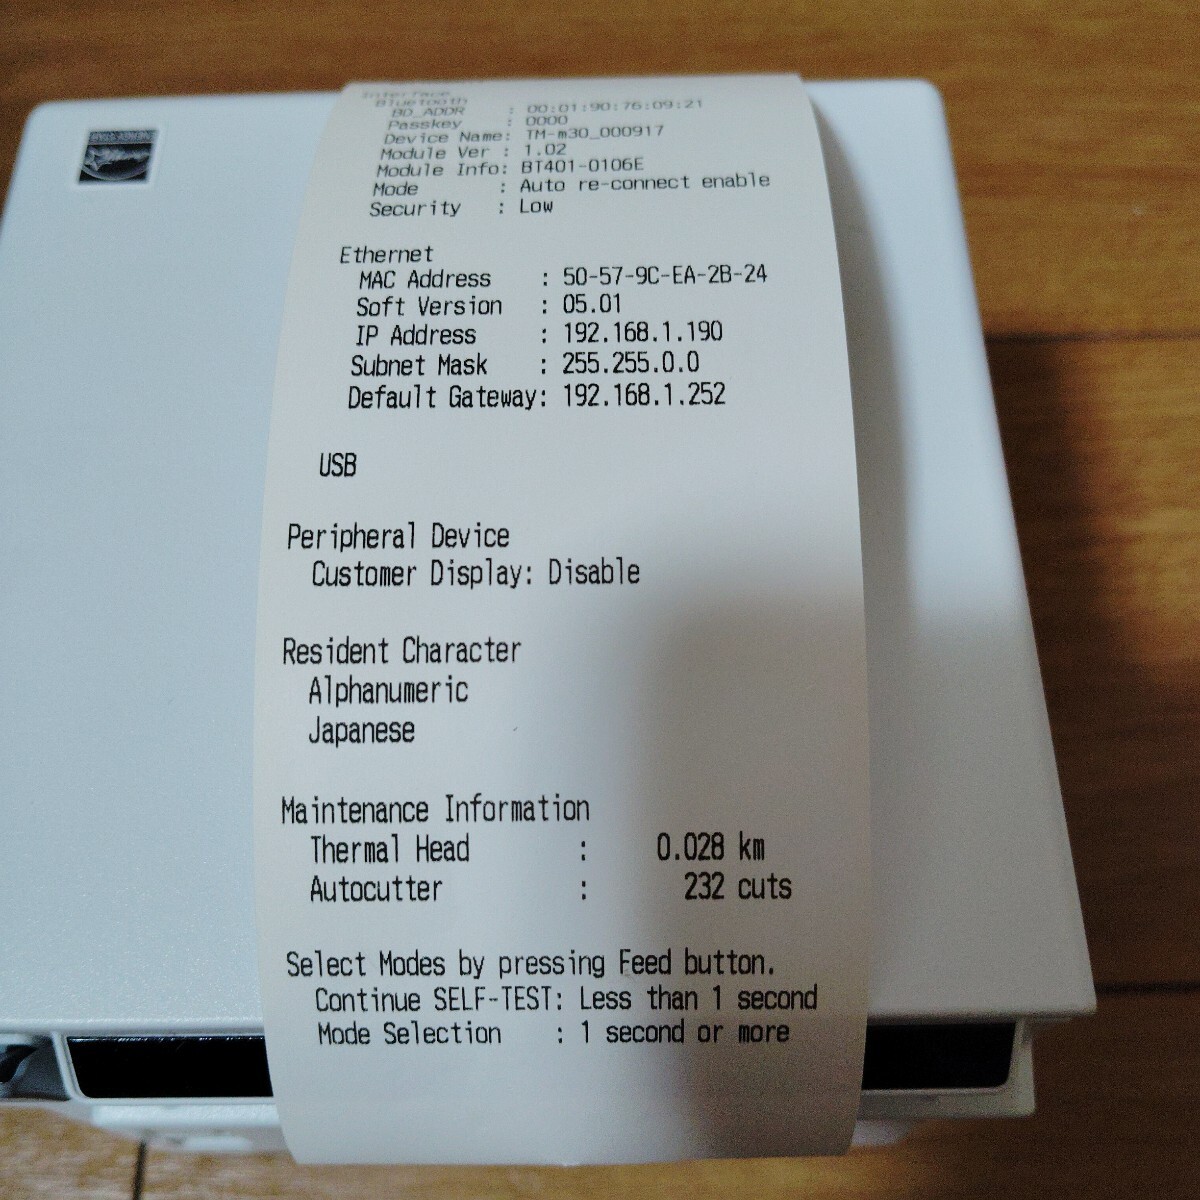 Interface
Bluetooth
BD_ADDR : 00:01:90:76:09:21
Passkey : 0000
Device Name: TM-m30_000917
Module Ver : 1.02
Module Info: BT401-0106E
Mode : Auto re-connect enable
Security : Low
Ethernet
MAC Address : 50-57-9C-EA-2B-24
Soft Version : 05.01
IP Address : 192.168.1.190
Subnet Mask : 255.255.0.0
Default Gateway: 192.168.1.252
USB
Peripheral Device
Customer Display: Disable
Resident Character
Alphanumeric
Japanese
Maintenance Information
Thermal Head : 0.028 km
Autocutter : 232 cuts
Select Modes by pressing Feed button.
Continue SELF-TEST: Less than 1 second
Mode Selection : 1 second or more